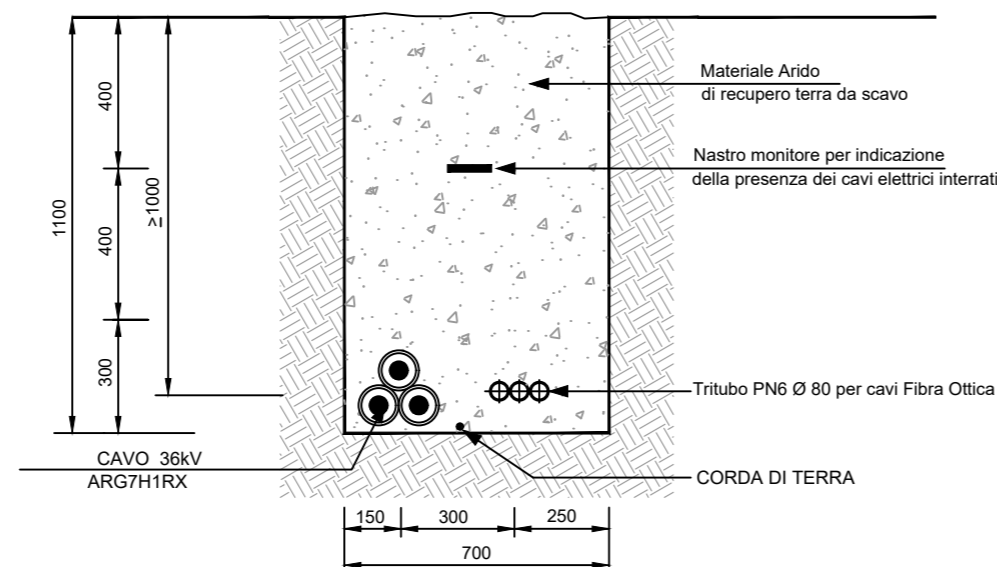 Materiale Arido
di recupero terra da scavo
Nastro monitore per indicazione
della presenza dei cavi elettrici interrati
1100
400
400
300
≥1000
Tritubo PN6 Ø 80 per cavi Fibra Ottica
CAVO 36kV
ARG7H1RX
CORDA DI TERRA
150
300
250
700